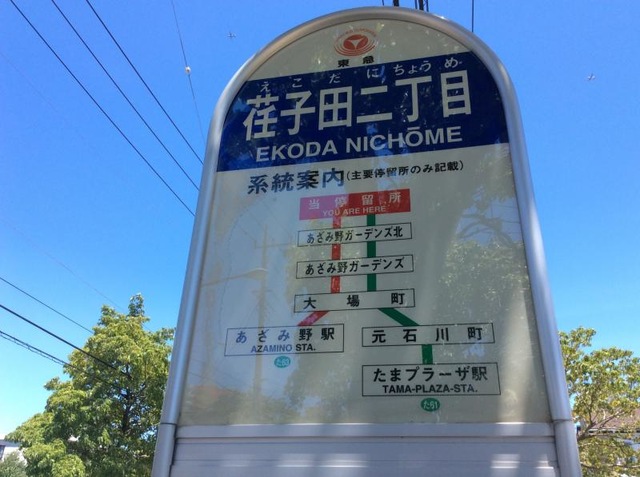 東急
えこだにちょうめ
荏子田二丁目
EKODA NICHŌME
系統案内(主要停留所のみ記載)
当停留所
YOU ARE HERE
あざみ野ガーデンズ北
あざみ野ガーデンズ
大場町
あざみ野駅
AZAMINO STA.
元石川町
たまプラーザ駅
TAMA-PLAZA-STA.
た61